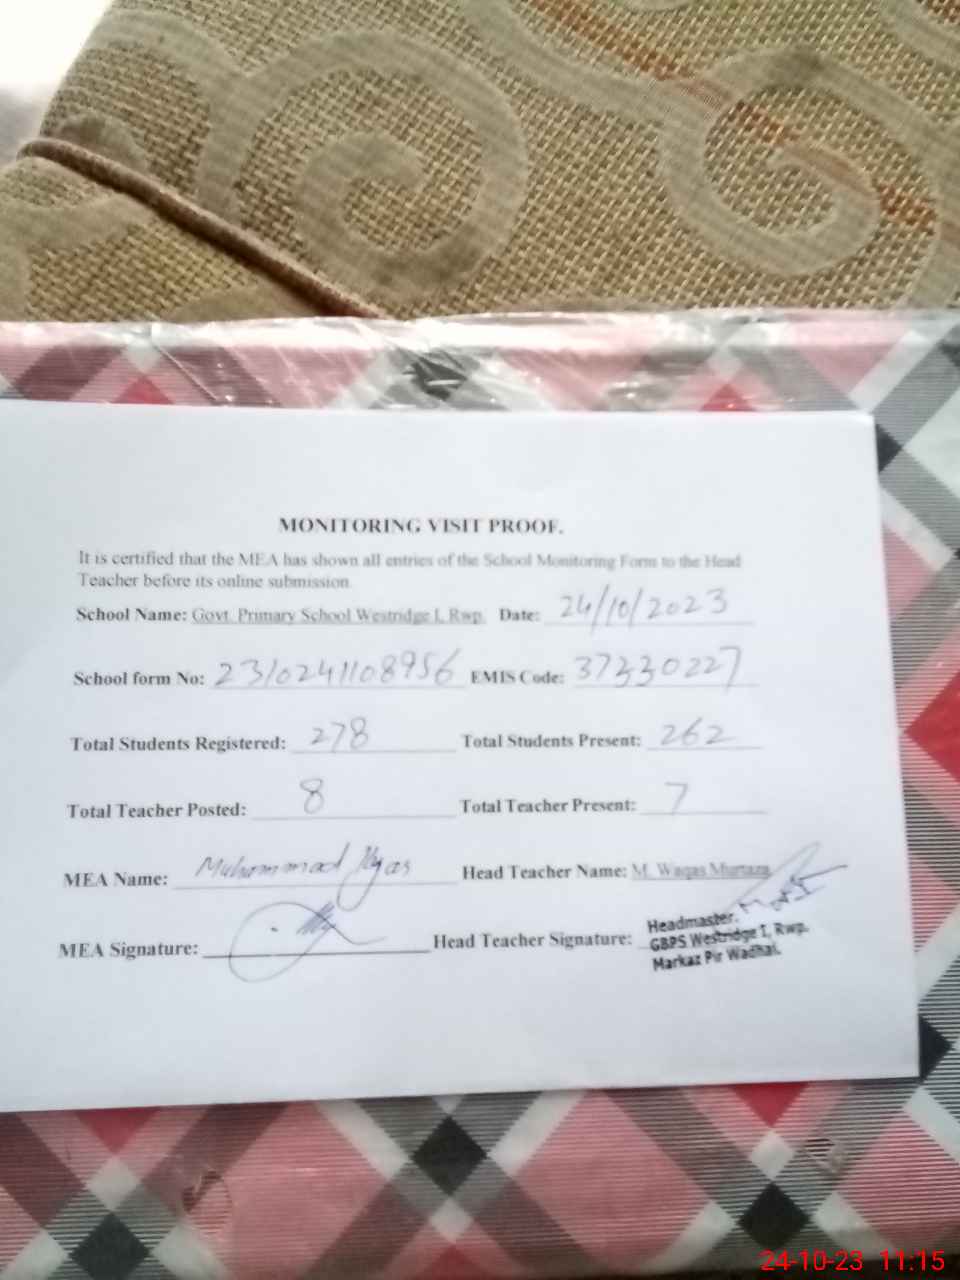 MONITORING VISIT PROOF.
It is certified that the MEA has shown all entries of the School Monitoring Form to the Head
Teacher before its online submission.
School Name: Govt. Primary School Westridge I, Rwp. Date: 24/10/2023
School form No: 2310241108956 EMIS Code: 37330227
Total Students Registered: 278 Total Students Present: 262
Total Teacher Posted: 8 Total Teacher Present: 7
MEA Name: Muhammad Ilyas Head Teacher Name: M. Waqas Murtaza
MEA Signature: Head Teacher Signature:
Headmaster.
GBPS Westridge I, Rwp.
Markaz Pir Wadhai.
24-10-23 11:15